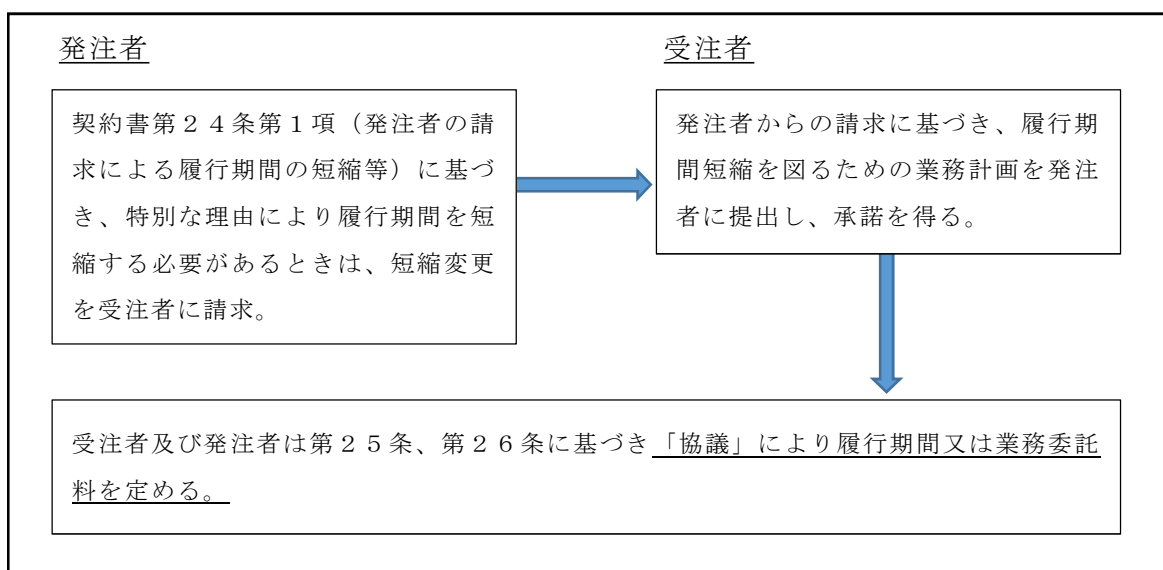 発注者
契約書第２４条第１項（発注者の請
求による履行期間の短縮等）に基づ
き、特別な理由により履行期間を短
縮する必要があるときは、短縮変更
を受注者に請求。
受注者
発注者からの請求に基づき、履行期
間短縮を図るための業務計画を発注
者に提出し、承諾を得る。
受注者及び発注者は第２５条、第２６条に基づき「協議」により履行期間又は業務委託
料を定める。